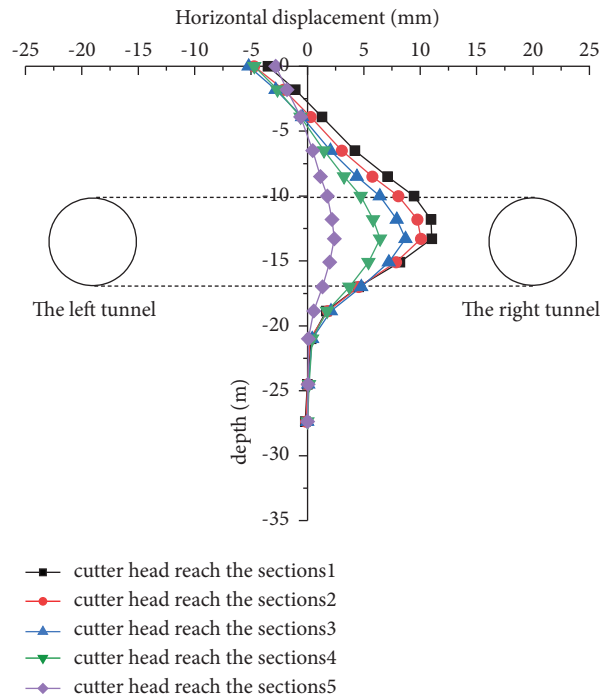 Horizontal displacement (mm)
-25 -20 -15 -10 -5 0 5 10 15 20 25
0
-5
-10
-15
The left tunnel
The right tunnel
-20
-25
-30
-35
depth (m)
cutter head reach the sections1
cutter head reach the sections2
cutter head reach the sections3
cutter head reach the sections4
cutter head reach the sections5